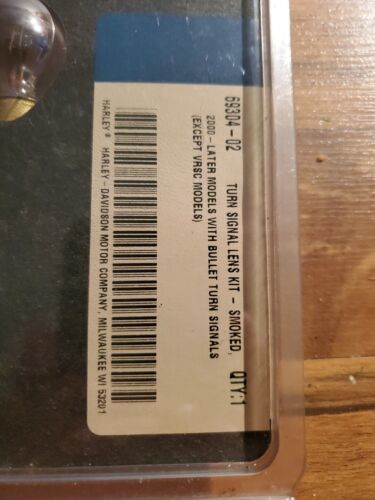 69304-02 TURN SIGNAL LENS KIT - SMOKED, QTY:1
2000-LATER MODELS WITH BULLET TURN SIGNALS
(EXCEPT VRSC MODELS)
HARLEY® HARLEY-DAVIDSON MOTOR COMPANY, MILWAUKEE WI 53201